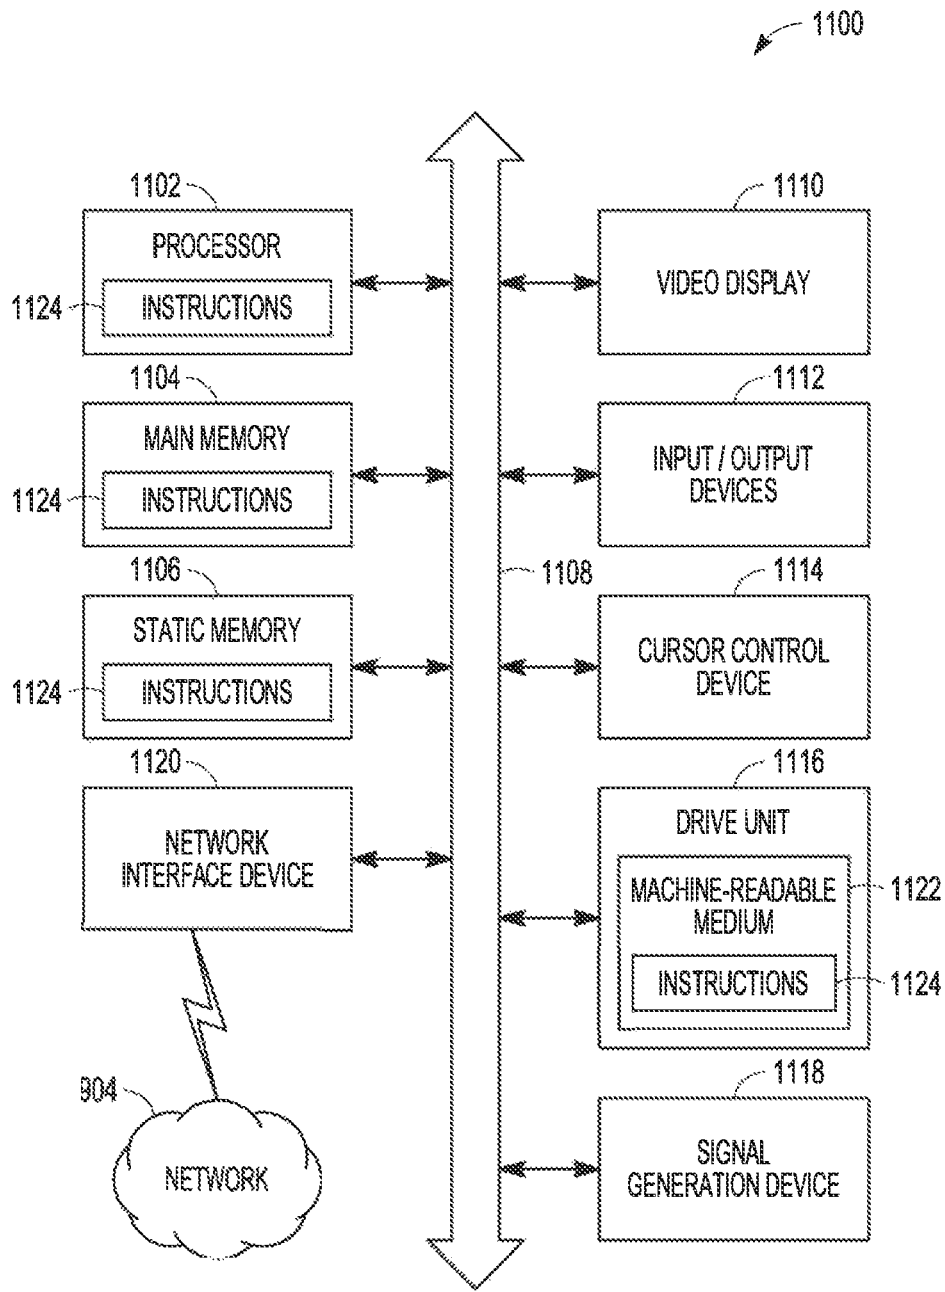 1100
1102
PROCESSOR
1124
INSTRUCTIONS
1104
MAIN MEMORY
1124
INSTRUCTIONS
1106
STATIC MEMORY
1124
INSTRUCTIONS
1120
NETWORK
INTERFACE DEVICE
904
NETWORK
1108
1110
VIDEO DISPLAY
1112
INPUT / OUTPUT
DEVICES
1114
CURSOR CONTROL
DEVICE
1116
DRIVE UNIT
MACHINE-READABLE
MEDIUM
1122
INSTRUCTIONS
1124
1118
SIGNAL
GENERATION DEVICE